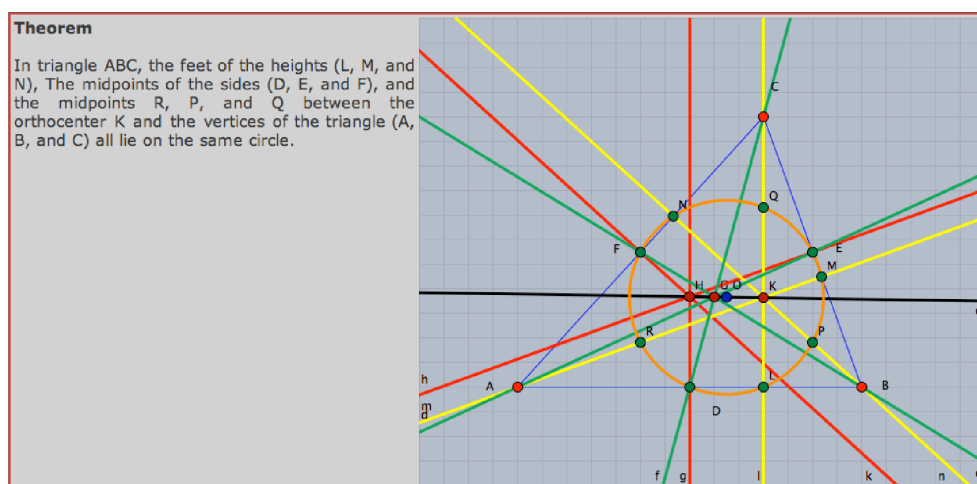 Theorem
In triangle ABC, the feet of the heights (L, M, and
N), The midpoints of the sides (D, E, and F), and
the midpoints R, P, and Q between the
orthocenter K and the vertices of the triangle (A,
B, and C) all lie on the same circle.
C
N
Q
F
E
M
H
G
O
K
R
P
h
A
L
B
m
d
D
f
g
l
k
n